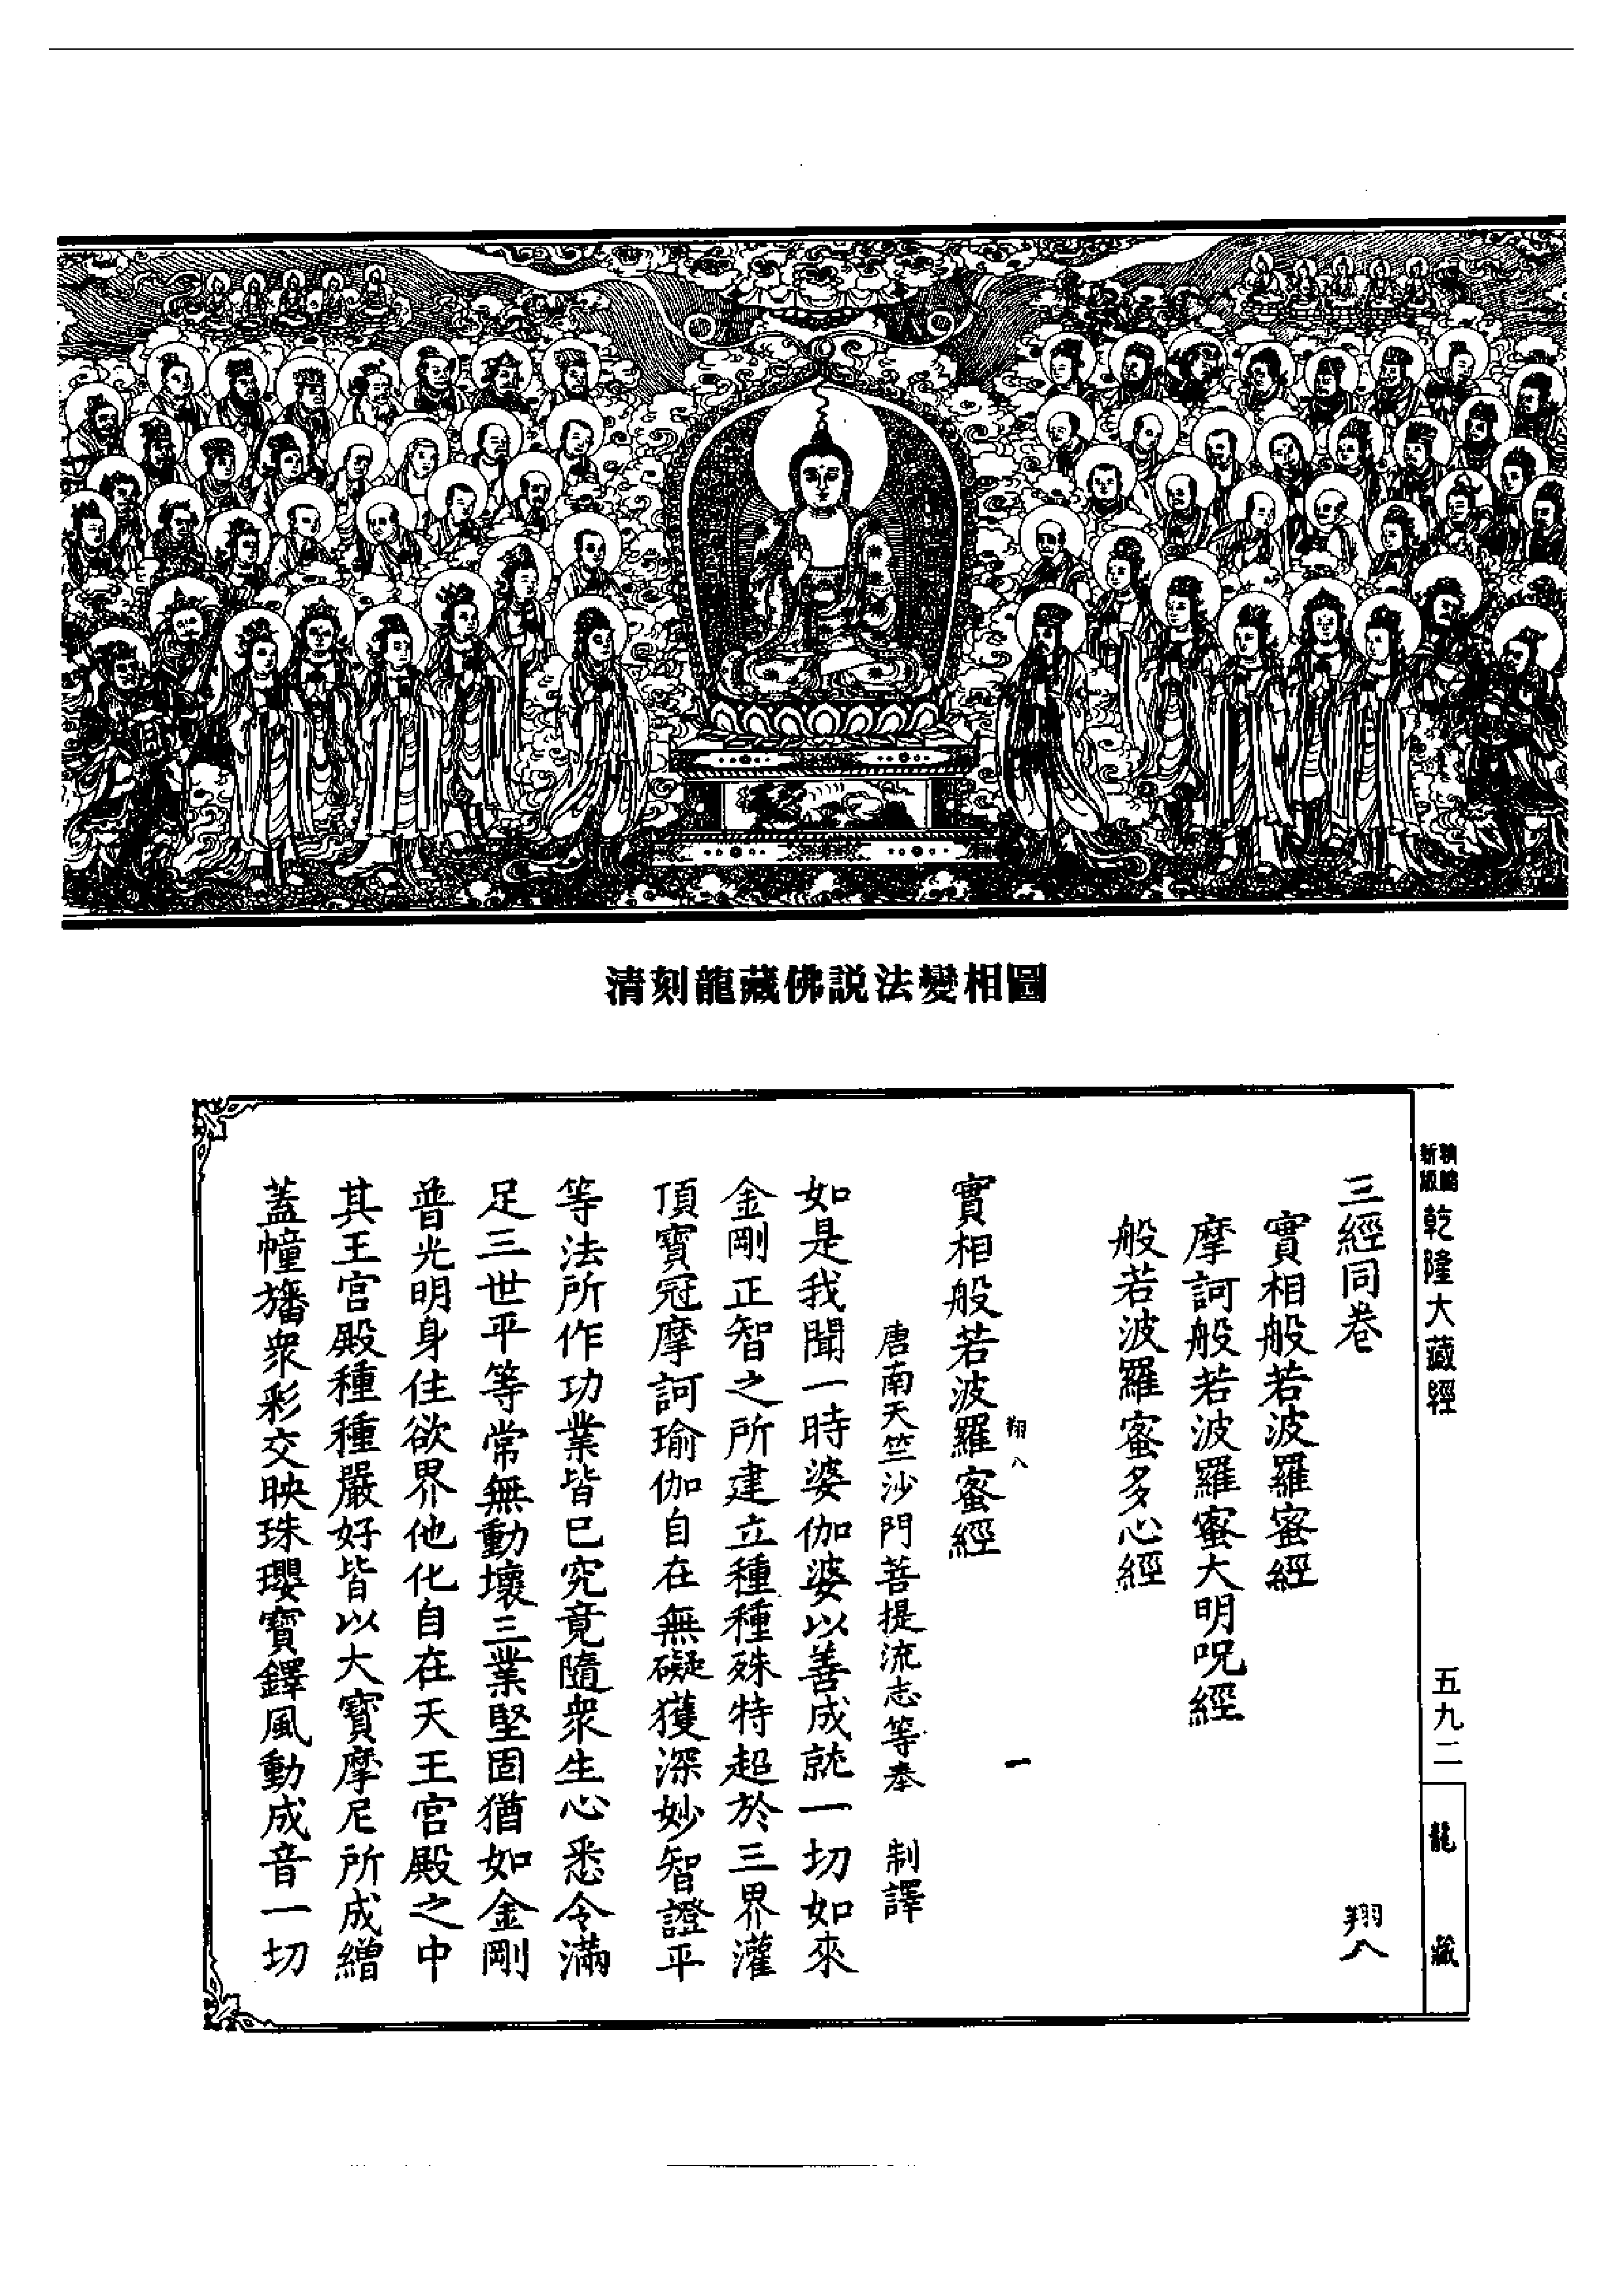 清刻龍藏佛説法變相圖
新版
乾隆大藏經
五九二
龍藏
三經同卷
翔八
實相般若波羅蜜經
摩訶般若波羅蜜大明呪經
般若波羅蜜多心經
翔八
一
實相般若波羅蜜經
唐南天竺沙門菩提流志等奉 制譯
如是我聞一時婆伽婆以善成就一切如來
金剛正智之所建立種種殊特超於三界灌
頂寶冠摩訶瑜伽自在無礙獲深妙智證平
等法所作功業皆已究竟隨衆生心悉令滿
足三世平等常無動壞三業堅固猶如金剛
普光明身住欲界他化自在天王宫殿之中
其王宫殿種種嚴好皆以大寶摩尼所成繒
蓋幢旛衆彩交映珠瓔寶鐸風動成音一切